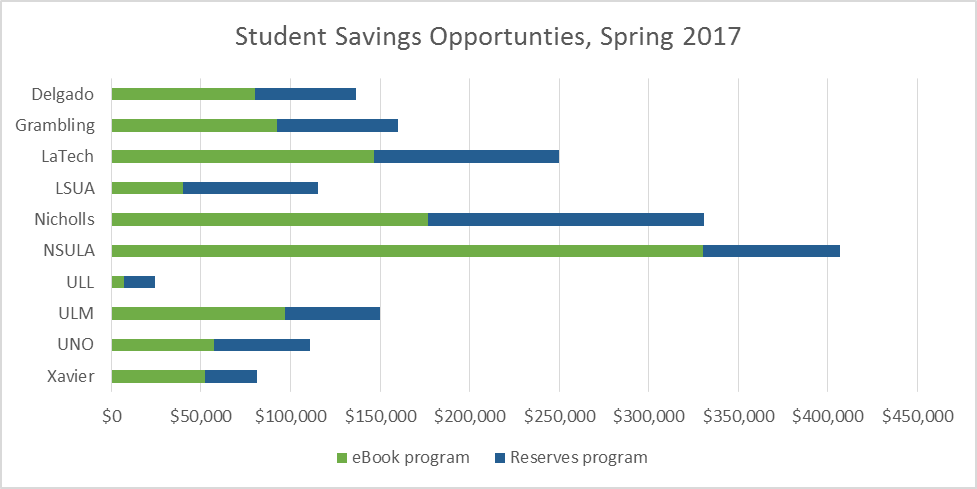 Student Savings Opportunties, Spring 2017
Delgado
Grambling
LaTech
LSUA
Nicholls
NSULA
ULL
ULM
UNO
Xavier
$0 $50,000 $100,000 $150,000 $200,000 $250,000 $300,000 $350,000 $400,000 $450,000
eBook program Reserves program